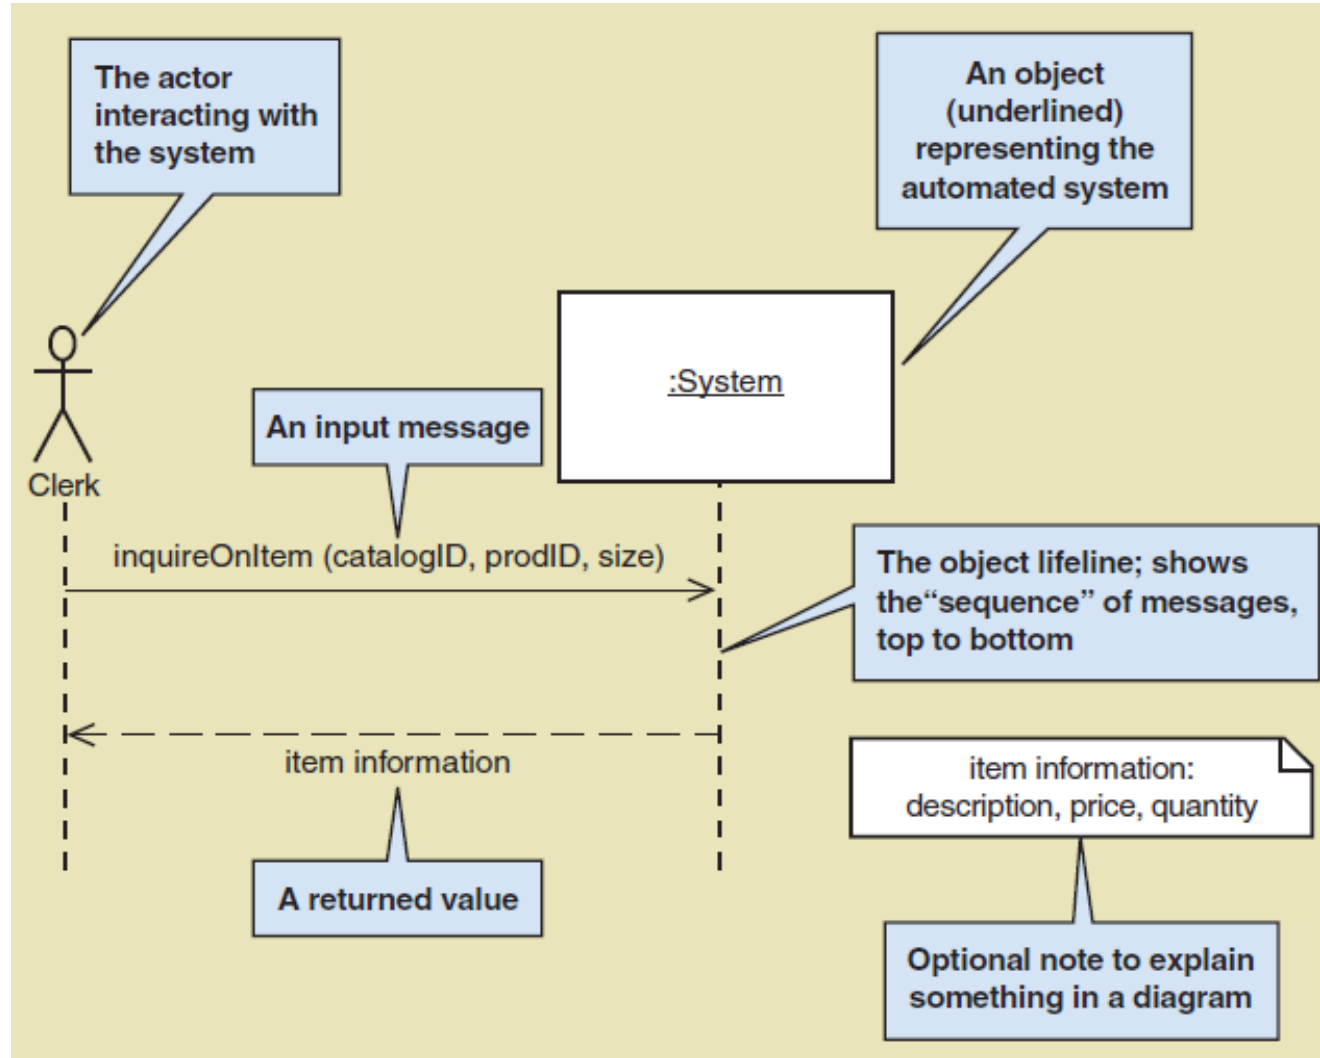 The actor
interacting with
the system
An object
(underlined)
representing the
automated system
:System
An input message
Clerk
inquireOnItem (catalogID, prodID, size)
The object lifeline; shows
the“sequence” of messages,
top to bottom
item information
item information:
description, price, quantity
A returned value
Optional note to explain
something in a diagram